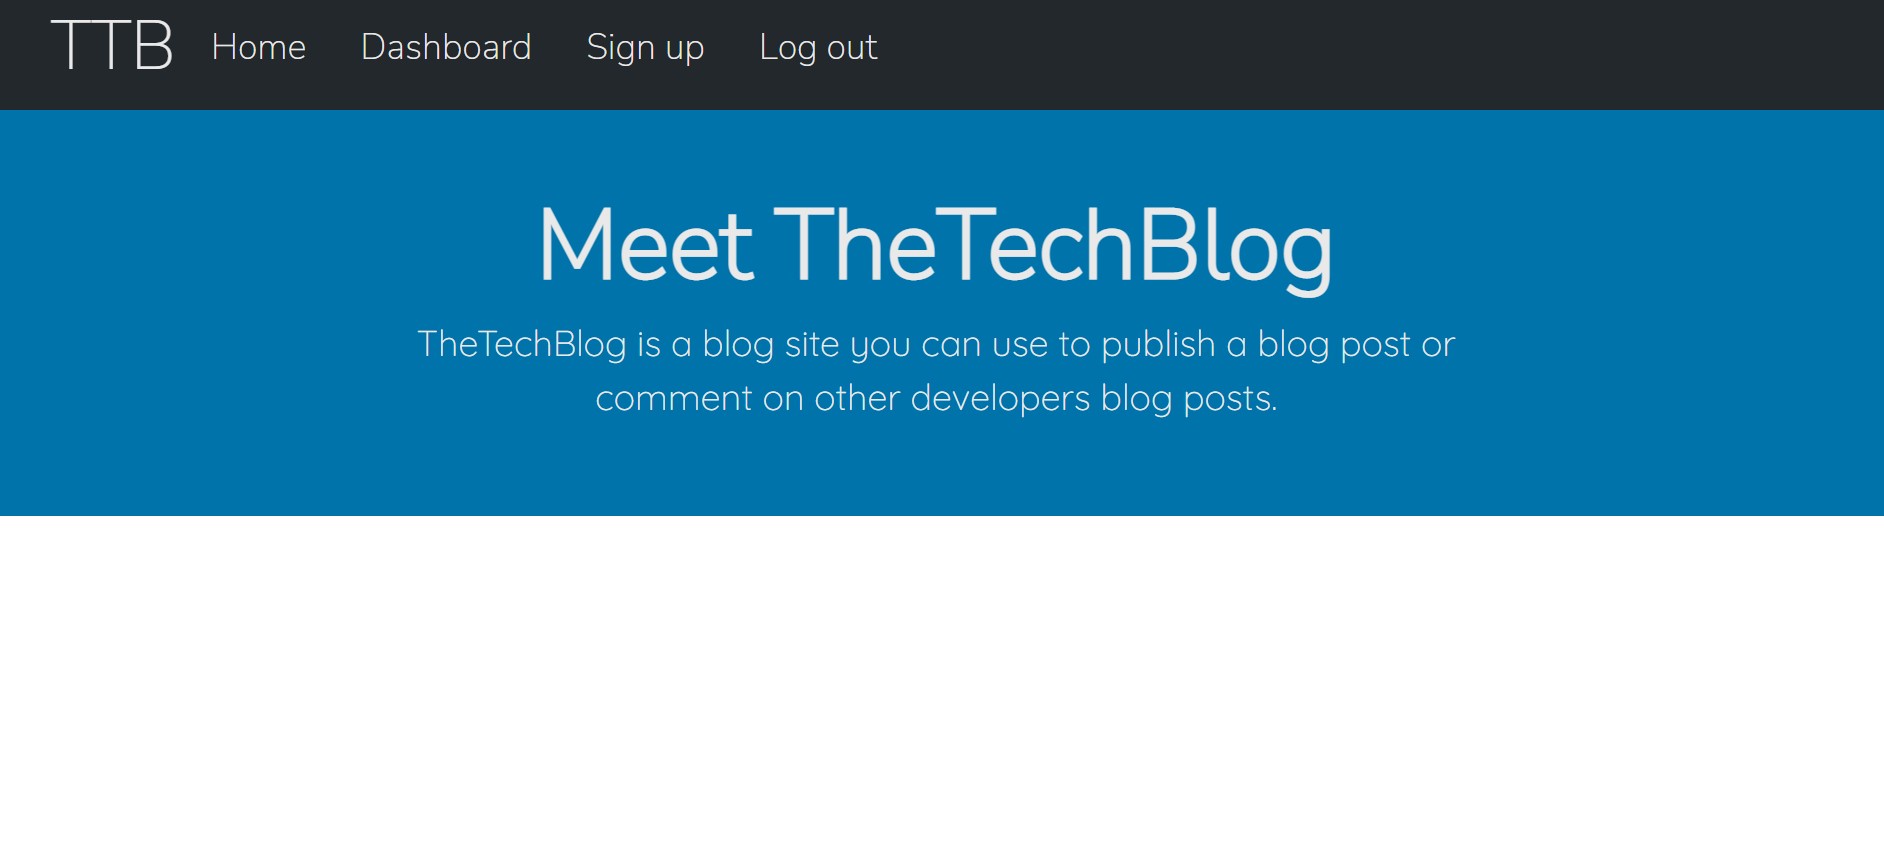 TTB Home Dashboard Sign up Log out
Meet TheTechBlog
TheTechBlog is a blog site you can use to publish a blog post or
comment on other developers blog posts.